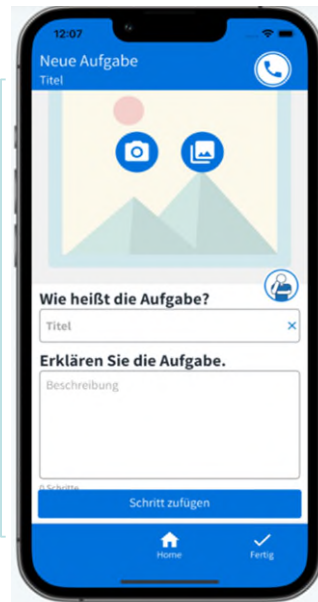 12:07
Neue Aufgabe
Titel
Wie heißt die Aufgabe?
Titel
Erklären Sie die Aufgabe.
Beschreibung
0 Schritte
Schritt zufügen
Home
Fertig